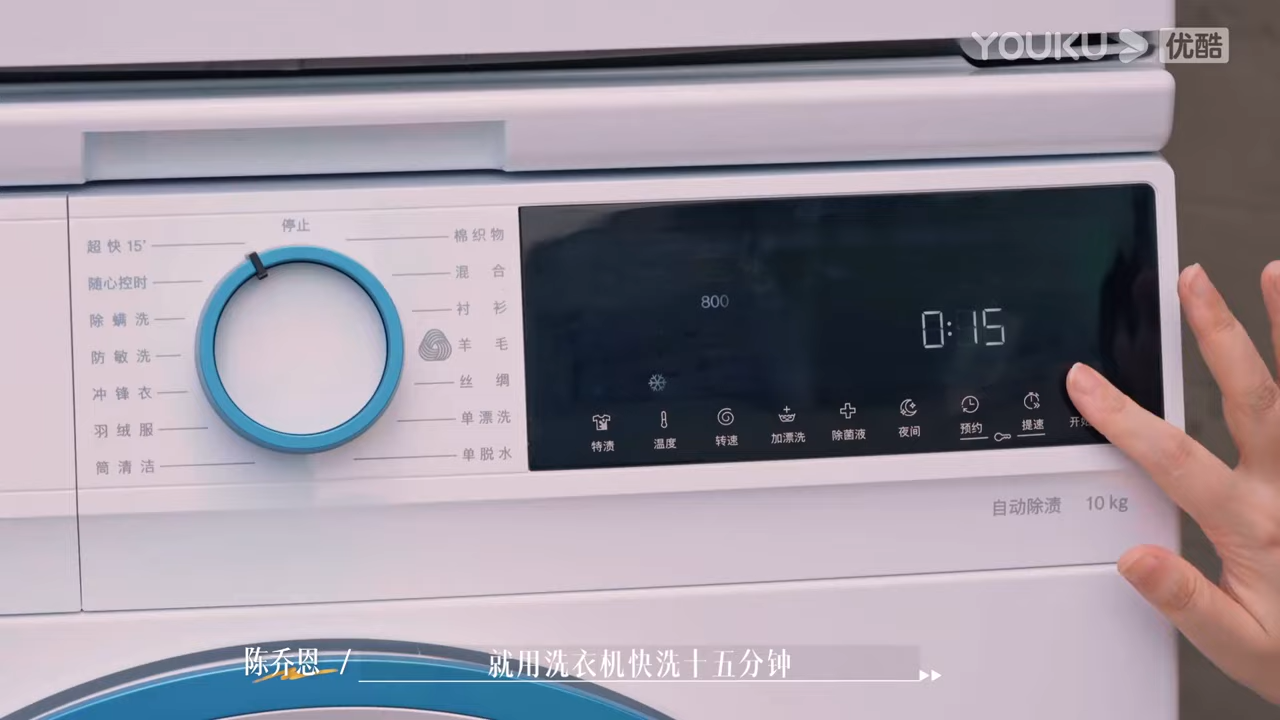 YOUKU 优酷
停止
超快15'
随心控时
除螨洗
防敏洗
冲锋衣
羽绒服
筒清洁
棉织物
混合
衬衫
羊毛
丝绸
单漂洗
单脱水
800
0:15
特渍 温度 转速 加漂洗 除菌液 夜间 预约 提速 开始
自动除渍 10 kg
陈乔恩 / 就用洗衣机快洗十五分钟